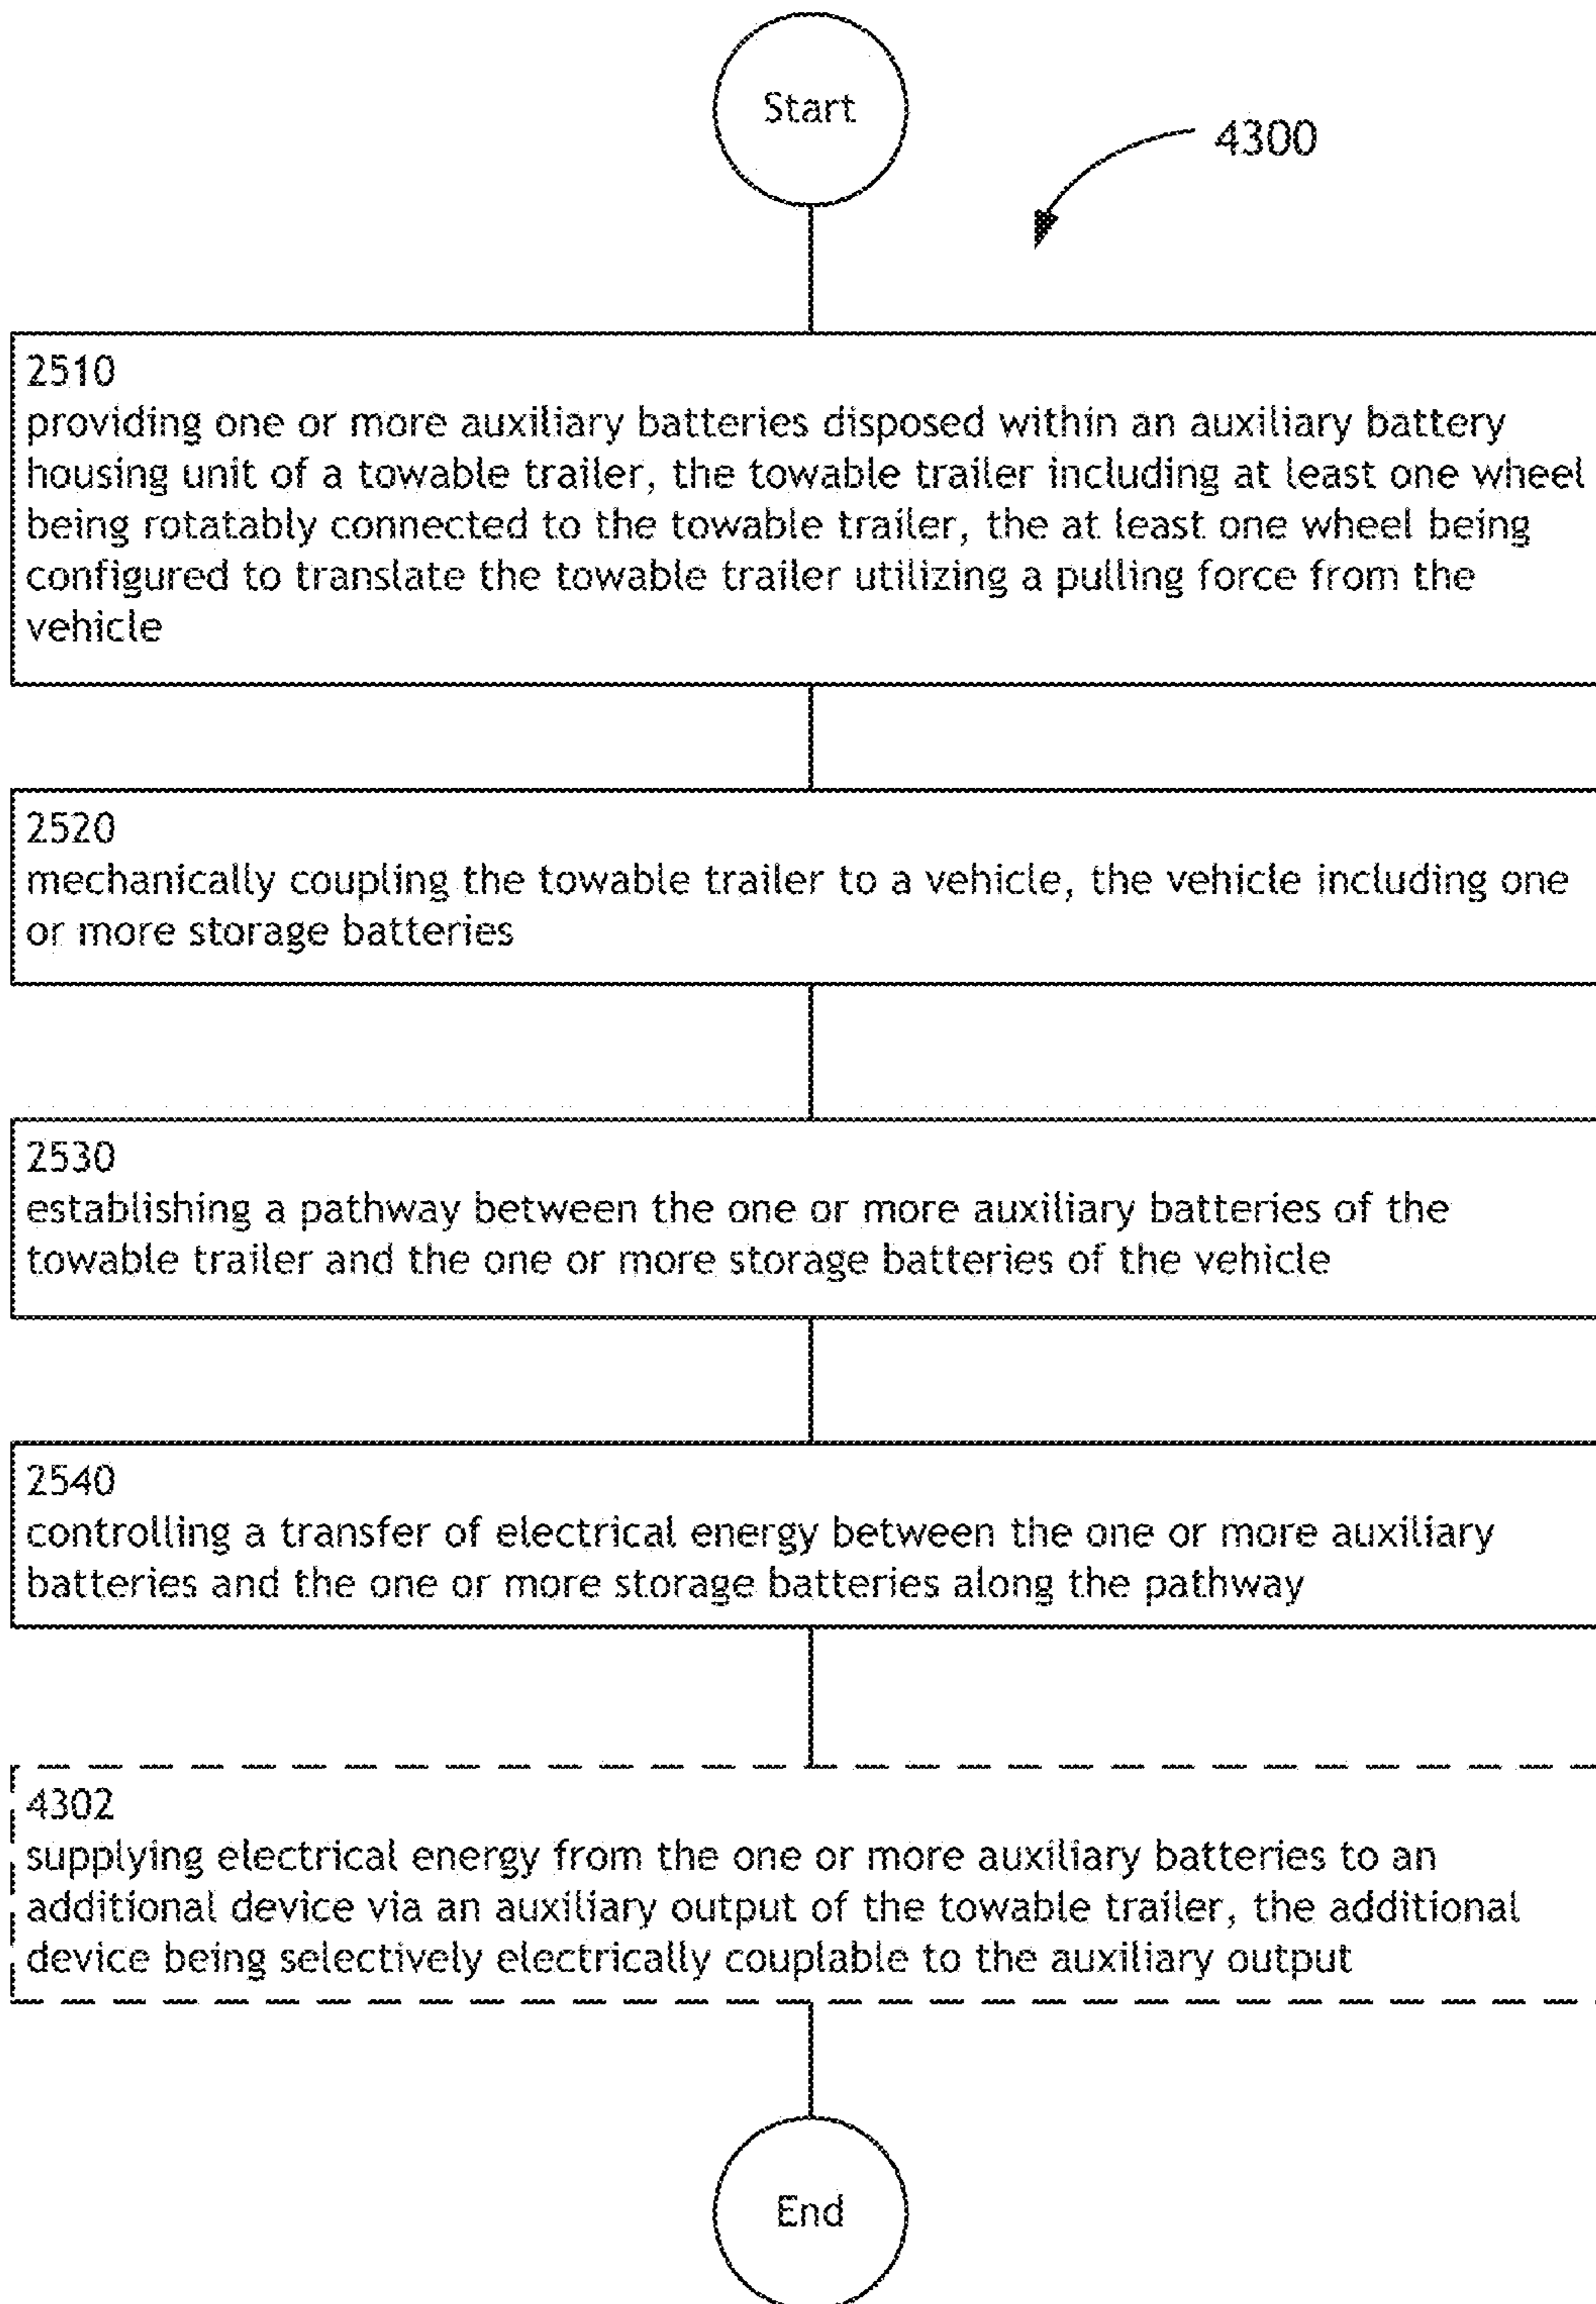 Start
4300
2510
providing one or more auxiliary batteries disposed within an auxiliary battery
housing unit of a towable trailer, the towable trailer including at least one wheel
being rotatably connected to the towable trailer, the at least one wheel being
configured to translate the towable trailer utilizing a pulling force from the
vehicle
2520
mechanically coupling the towable trailer to a vehicle, the vehicle including one
or more storage batteries
2530
establishing a pathway between the one or more auxiliary batteries of the
towable trailer and the one or more storage batteries of the vehicle
2540
controlling a transfer of electrical energy between the one or more auxiliary
batteries and the one or more storage batteries along the pathway
4302
supplying electrical energy from the one or more auxiliary batteries to an
additional device via an auxiliary output of the towable trailer, the additional
device being selectively electrically couplable to the auxiliary output
End